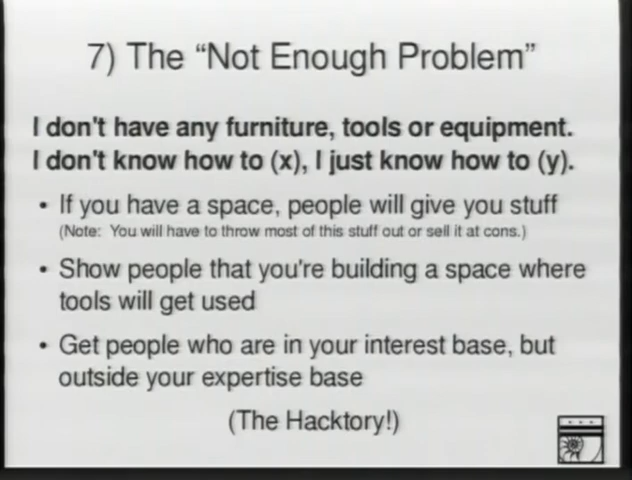 7) The “Not Enough Problem”
I don't have any furniture, tools or equipment.
I don't know how to (x), I just know how to (y).
• If you have a space, people will give you stuff
(Note: You will have to throw most of this stuff out or sell it at cons.)
• Show people that you're building a space where
tools will get used
• Get people who are in your interest base, but
outside your expertise base
(The Hacktory!)